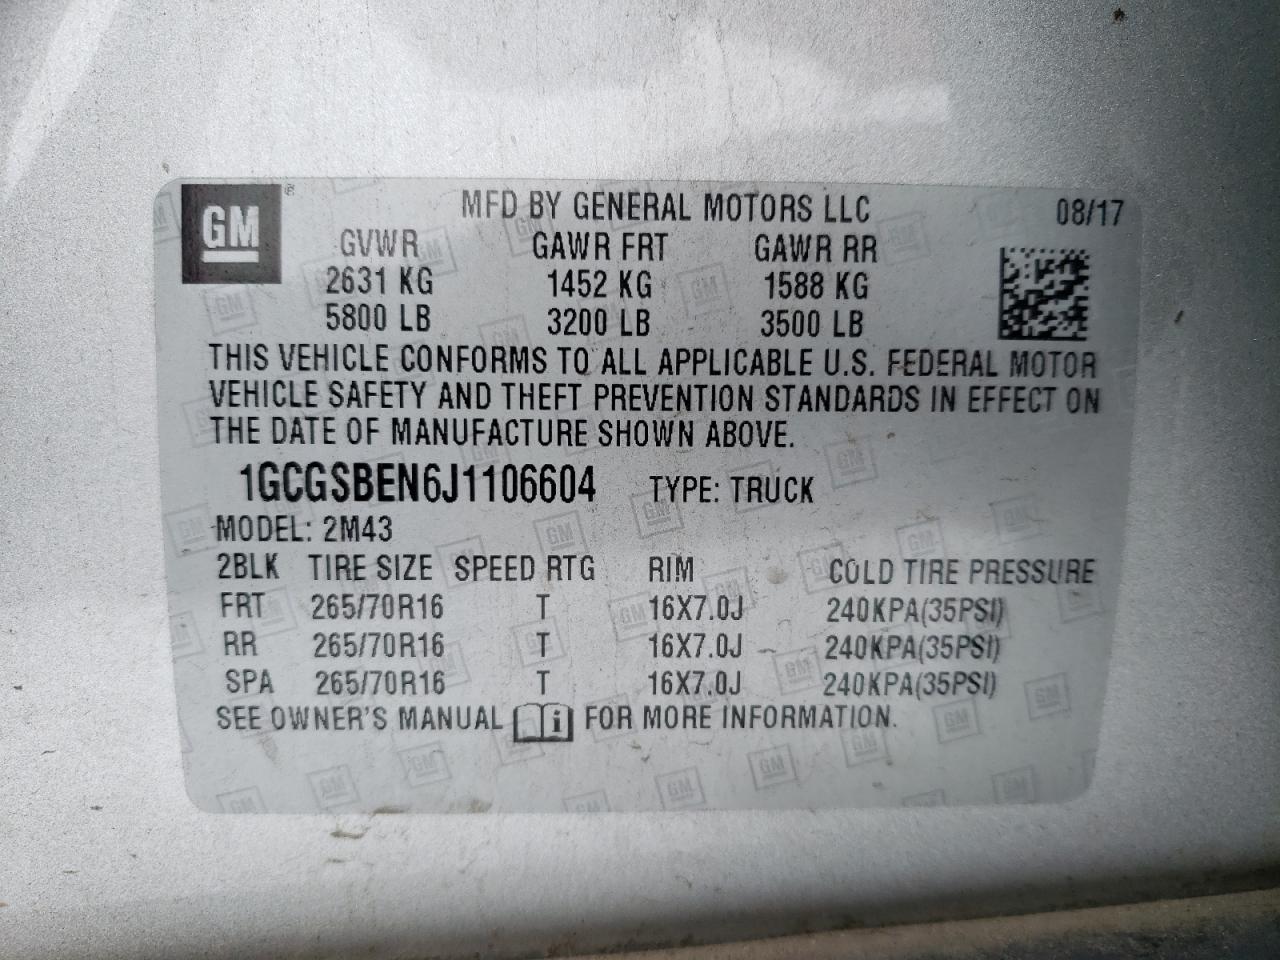 GM ®
MFD BY GENERAL MOTORS LLC 08/17
GVWR GAWR FRT GAWR RR
2631 KG 1452 KG 1588 KG
5800 LB 3200 LB 3500 LB
THIS VEHICLE CONFORMS TO ALL APPLICABLE U.S. FEDERAL MOTOR
VEHICLE SAFETY AND THEFT PREVENTION STANDARDS IN EFFECT ON
THE DATE OF MANUFACTURE SHOWN ABOVE.
1GCGSBEN6J1106604 TYPE: TRUCK
MODEL: 2M43
2BLK TIRE SIZE SPEED RTG RIM COLD TIRE PRESSURE
FRT 265/70R16 T 16X7.0J 240KPA(35PSI)
RR 265/70R16 T 16X7.0J 240KPA(35PSI)
SPA 265/70R16 T 16X7.0J 240KPA(35PSI)
SEE OWNER'S MANUAL i FOR MORE INFORMATION.